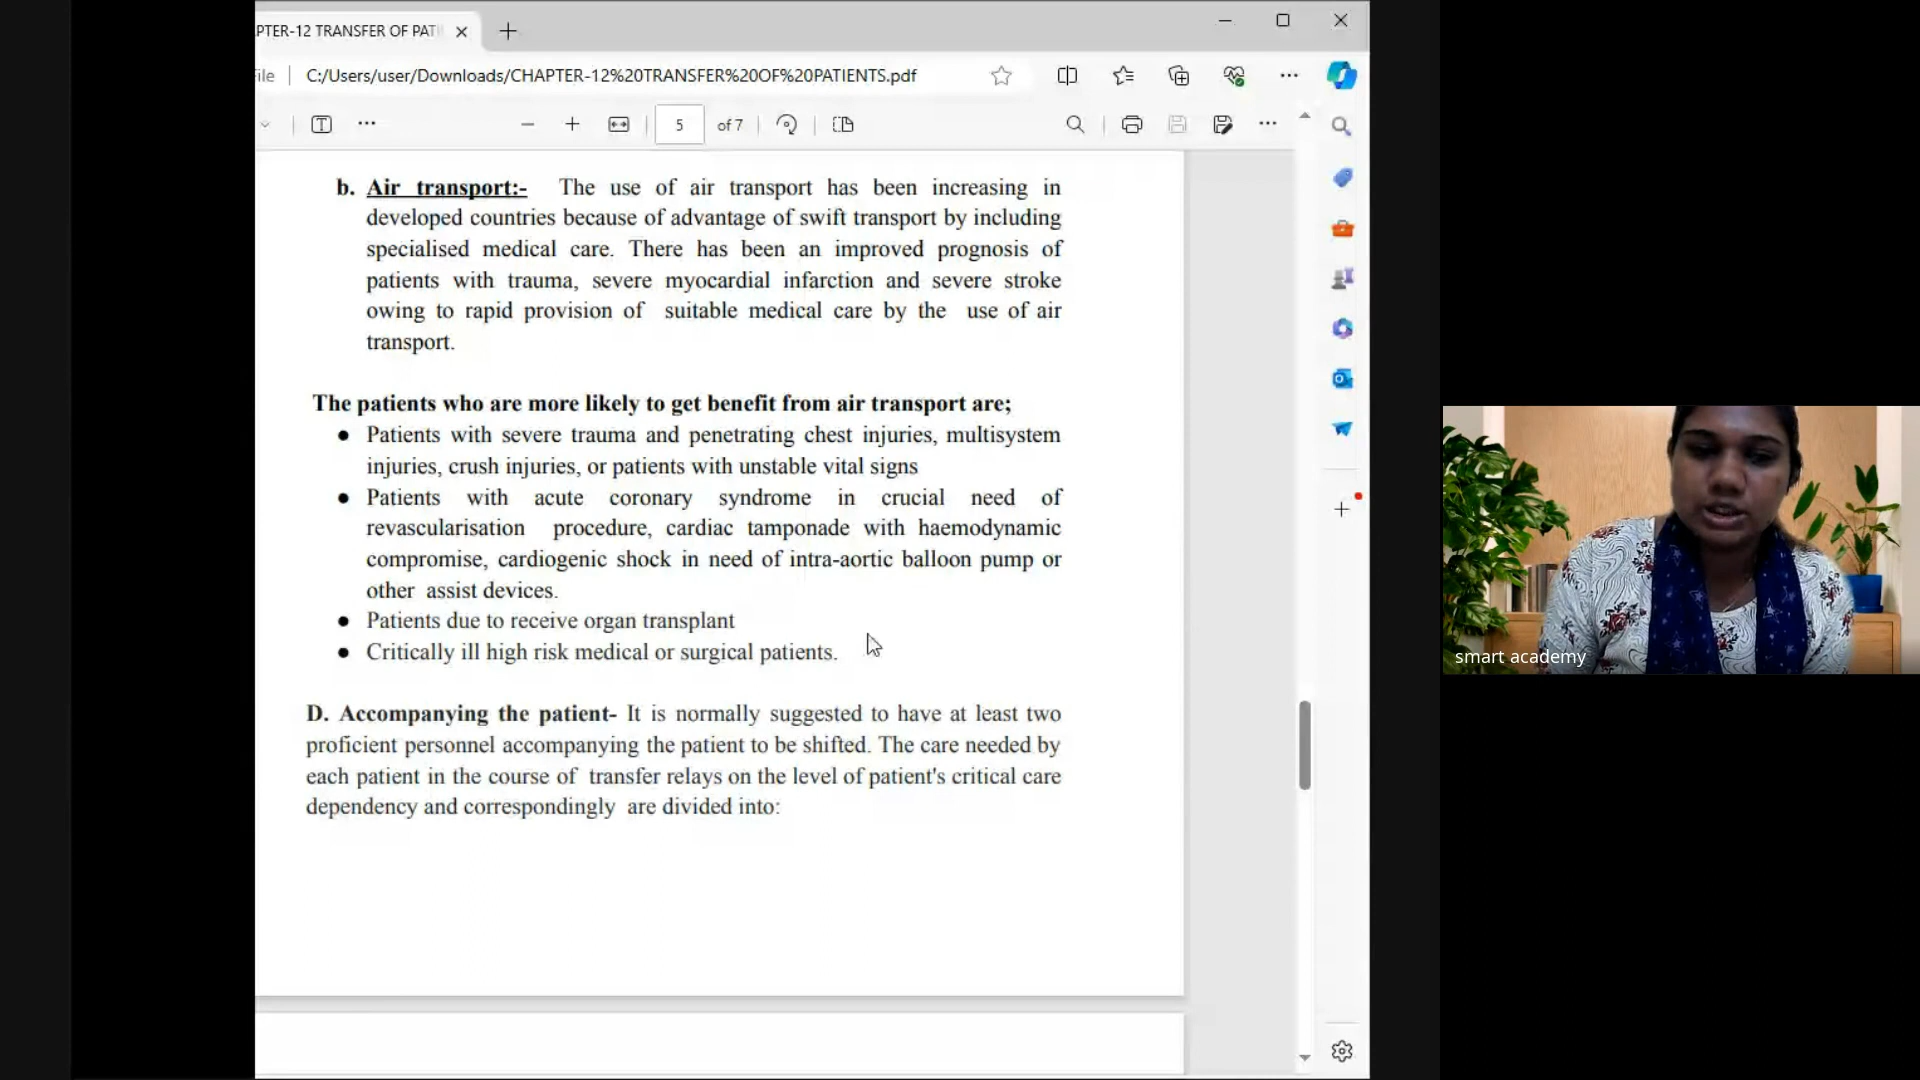 PTER-12 TRANSFER OF PATI
File
C:/Users/user/Downloads/CHAPTER-12%20TRANSFER%20OF%20PATIENTS.pdf
5 of 7
b. Air transport:- The use of air transport has been increasing in
developed countries because of advantage of swift transport by including
specialised medical care. There has been an improved prognosis of
patients with trauma, severe myocardial infarction and severe stroke
owing to rapid provision of suitable medical care by the use of air
transport.
The patients who are more likely to get benefit from air transport are;
● Patients with severe trauma and penetrating chest injuries, multisystem
injuries, crush injuries, or patients with unstable vital signs
● Patients with acute coronary syndrome in crucial need of
revascularisation procedure, cardiac tamponade with haemodynamic
compromise, cardiogenic shock in need of intra-aortic balloon pump or
other assist devices.
● Patients due to receive organ transplant
● Critically ill high risk medical or surgical patients.
D. Accompanying the patient- It is normally suggested to have at least two
proficient personnel accompanying the patient to be shifted. The care needed by
each patient in the course of transfer relays on the level of patient's critical care
dependency and correspondingly are divided into:
smart academy